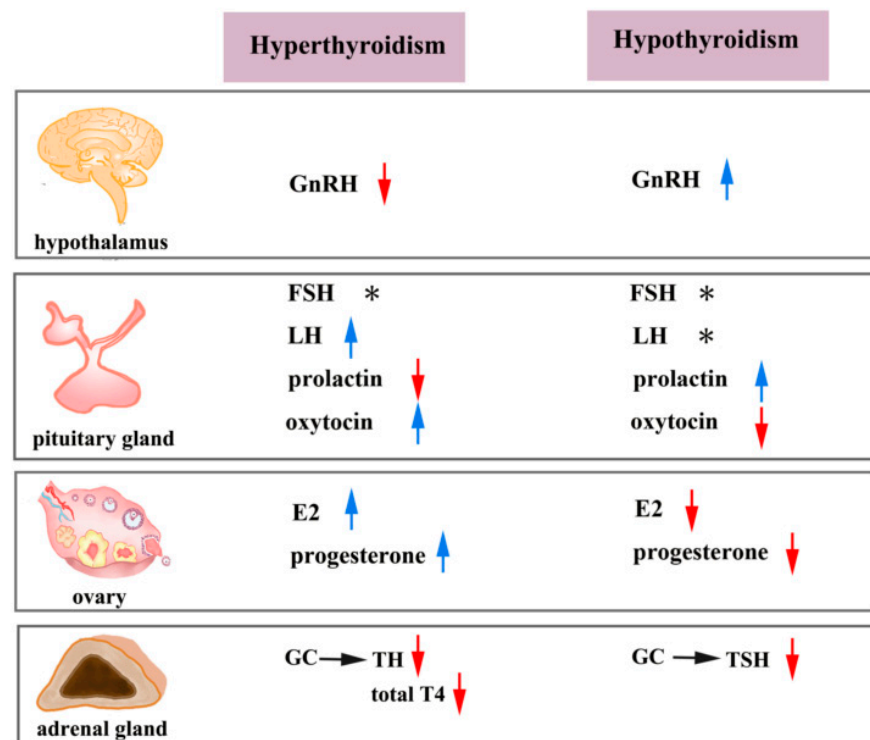 Hyperthyroidism
Hypothyroidism
GnRH
GnRH
hypothalamus
FSH *
FSH *
LH
LH *
prolactin
prolactin
oxytocin
oxytocin
pituitary gland
E2
E2
progesterone
progesterone
ovary
GC → TH
GC → TSH
total T4
adrenal gland